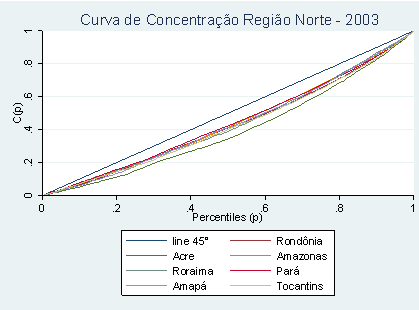 Curva de Concentração Região Norte - 2003
C(p)
1
.8
.6
.4
.2
0
0 .2 .4 .6 .8 1
Percentiles (p)
line 45° Rondônia
Acre Amazonas
Roraima Pará
Amapá Tocantins